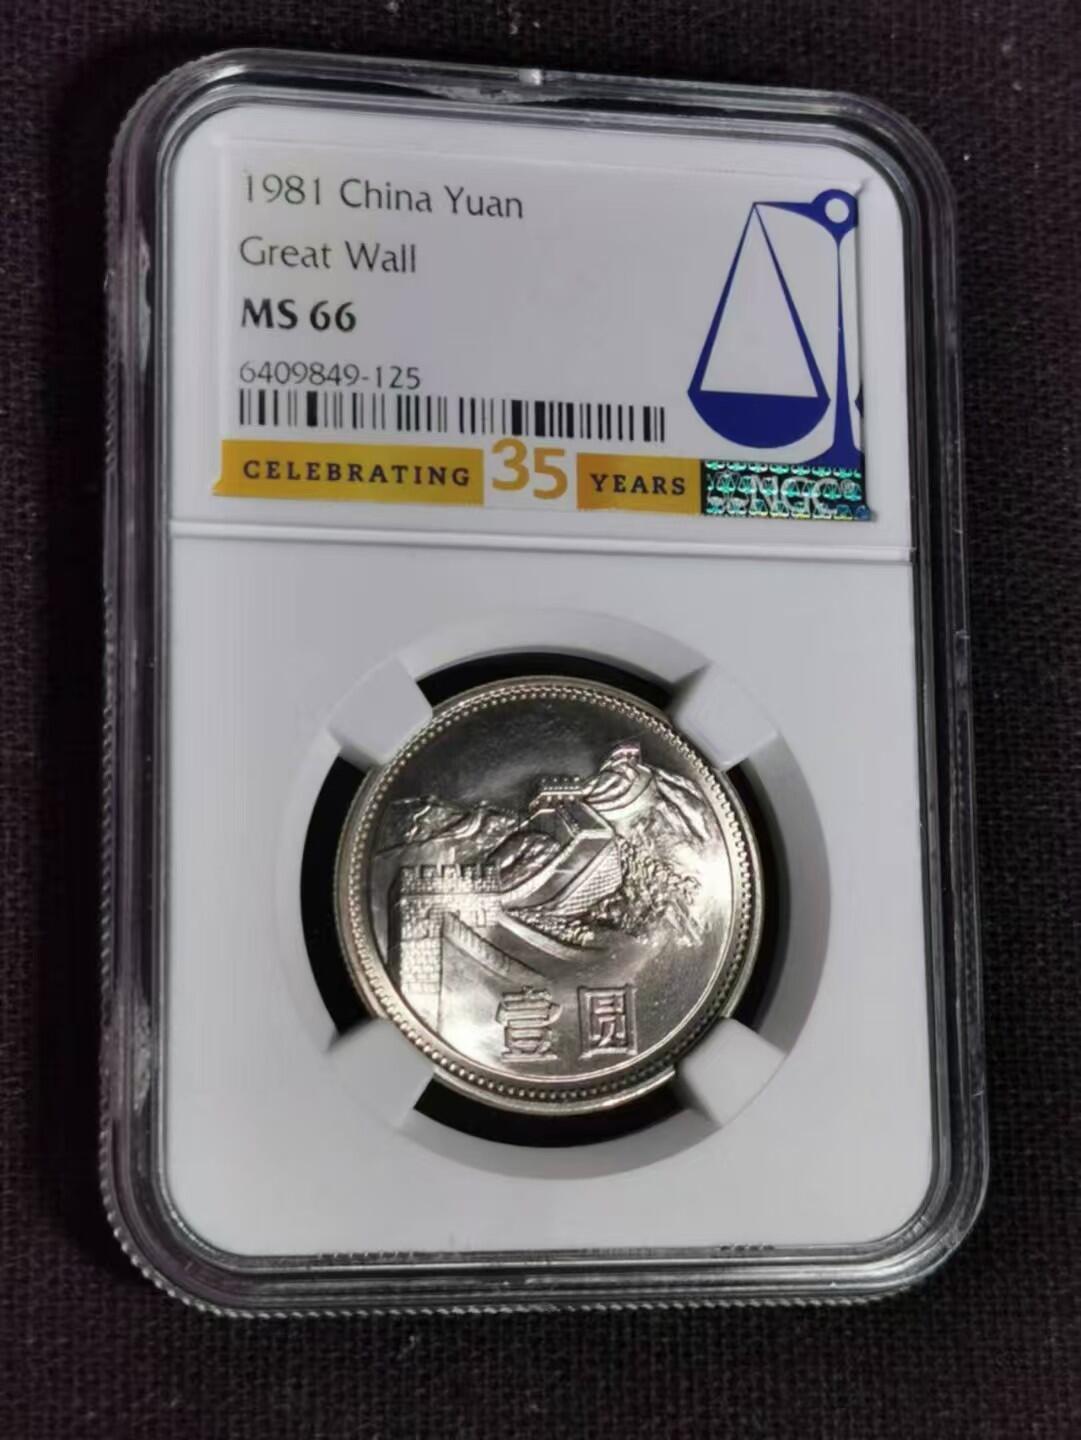 1981 China Yuan
Great Wall
MS 66
6409849-125
CELEBRATING 35 YEARS
NGC®
壹圆